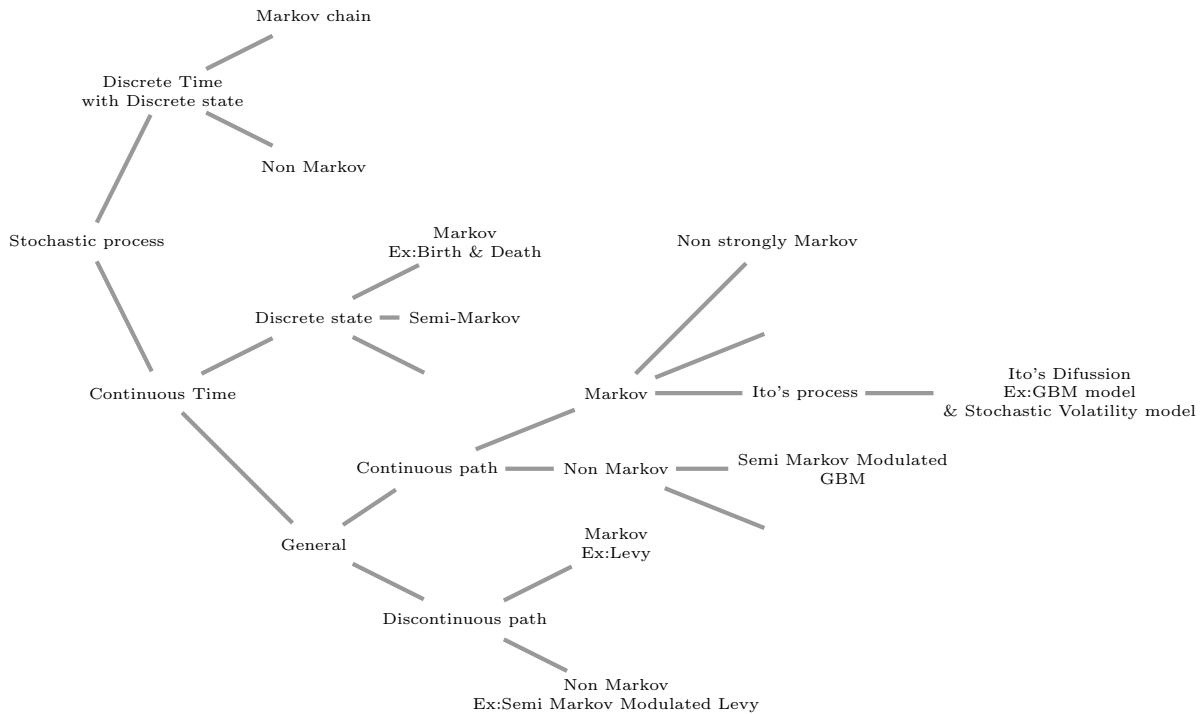 Markov chain
Discrete Time
with Discrete state
Non Markov
Stochastic process
Markov
Ex:Birth & Death
Non strongly Markov
Discrete state
Semi-Markov
Continuous Time
Markov
Ito's process
Ito's Difussion
Ex:GBM model
& Stochastic Volatility model
Continuous path
Non Markov
Semi Markov Modulated
GBM
General
Markov
Ex:Levy
Discontinuous path
Non Markov
Ex:Semi Markov Modulated Levy